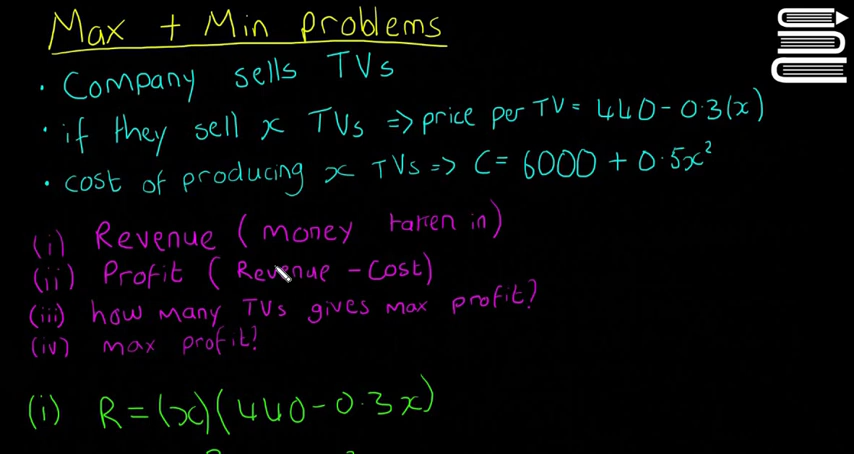 Max + Min problems
· Company sells TVs
· if they sell x TVs => price per TV = 440 - 0.3(x)
· cost of producing x TVs => C = 6000 + 0.5x²
(i) Revenue (money taken in)
(ii) Profit (Revenue - Cost)
(iii) how many TVs gives max profit?
(iv) max profit?
(i) R = (x)(440 - 0.3x)